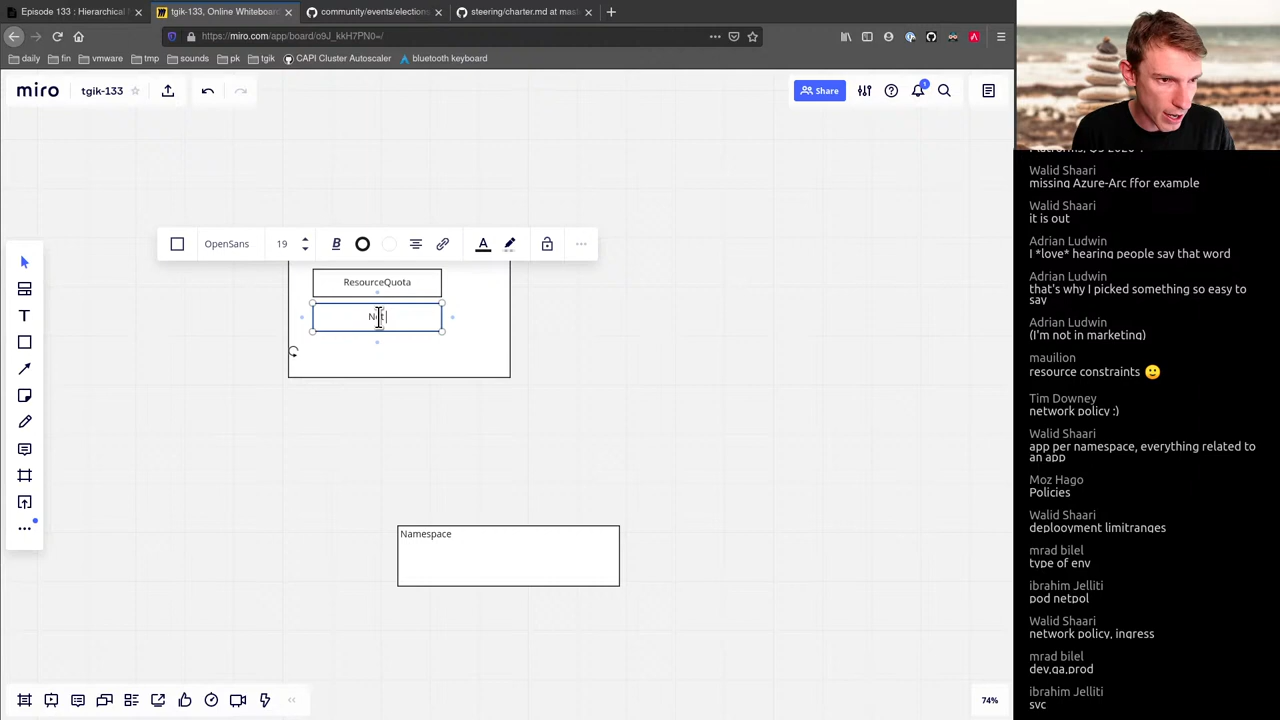 Episode 133 : Hierarchical N
tgik-133, Online Whiteboard
community/events/elections
steering/charter.md at maste
https://miro.com/app/board/o9J_kkH7PN0=/
daily
fin
vmware
tmp
sounds
pk
tgik
CAPI Cluster Autoscaler
bluetooth keyboard
miro
tgik-133
Share
OpenSans
19
B
A
ResourceQuota
Namespace
74%
Walid Shaari
missing Azure-Arc ffor example
Walid Shaari
it is out
Adrian Ludwin
I *love* hearing people say that word
Adrian Ludwin
that's why I picked something so easy to
say
Adrian Ludwin
(I'm not in marketing)
mauilion
resource constraints 🙂
Tim Downey
network policy :)
Walid Shaari
app per namespace, everything related to
an app
Moz Hago
Policies
Walid Shaari
deplooyment limitranges
mrad bilel
type of env
ibrahim Jelliti
pod netpol
Walid Shaari
network policy, ingress
mrad bilel
dev,qa,prod
ibrahim Jelliti
svc